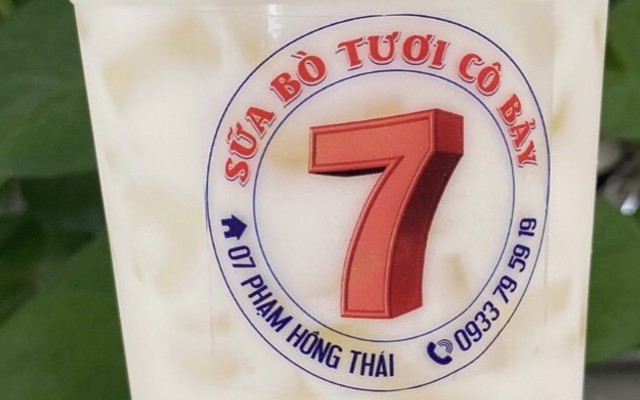 SỮA BÒ TƯƠI CÔ BẢY
7
07 PHẠM HỒNG THÁI
0933 79 59 19